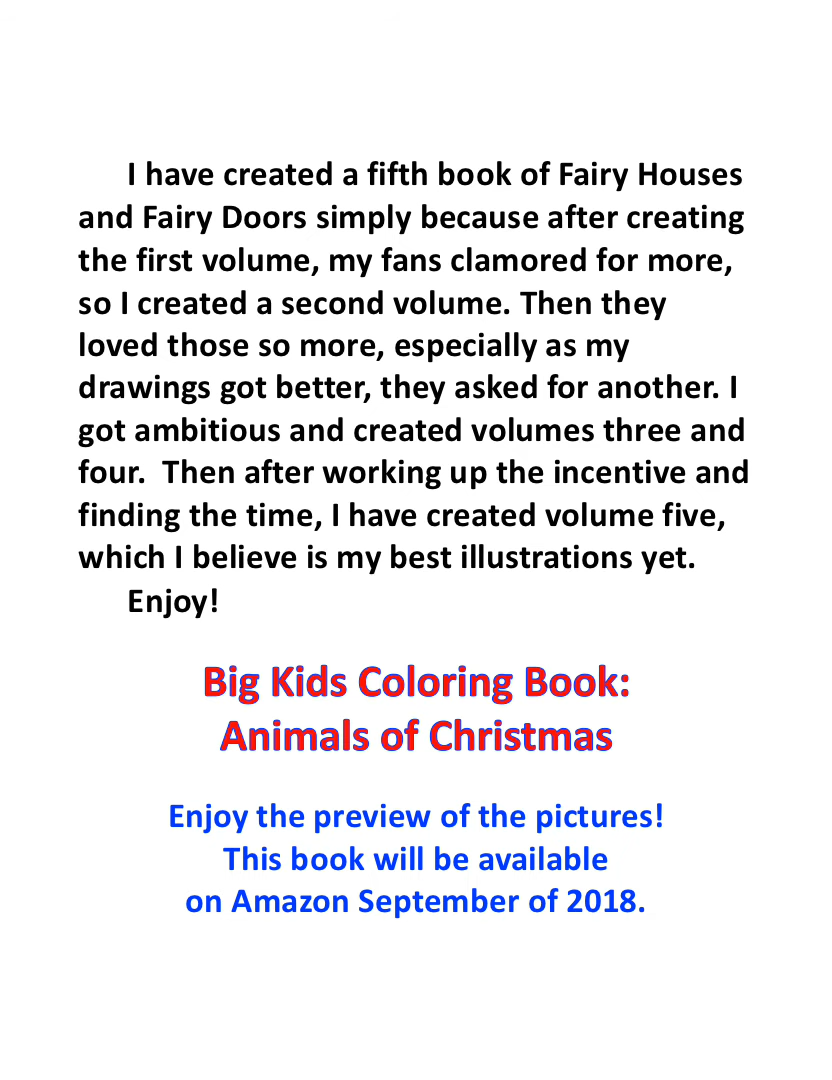 I have created a fifth book of Fairy Houses
and Fairy Doors simply because after creating
the first volume, my fans clamored for more,
so I created a second volume. Then they
loved those so more, especially as my
drawings got better, they asked for another. I
got ambitious and created volumes three and
four.  Then after working up the incentive and
finding the time, I have created volume five,
which I believe is my best illustrations yet.
Enjoy!
Big Kids Coloring Book:
Animals of Christmas
Enjoy the preview of the pictures!
This book will be available
on Amazon September of 2018.